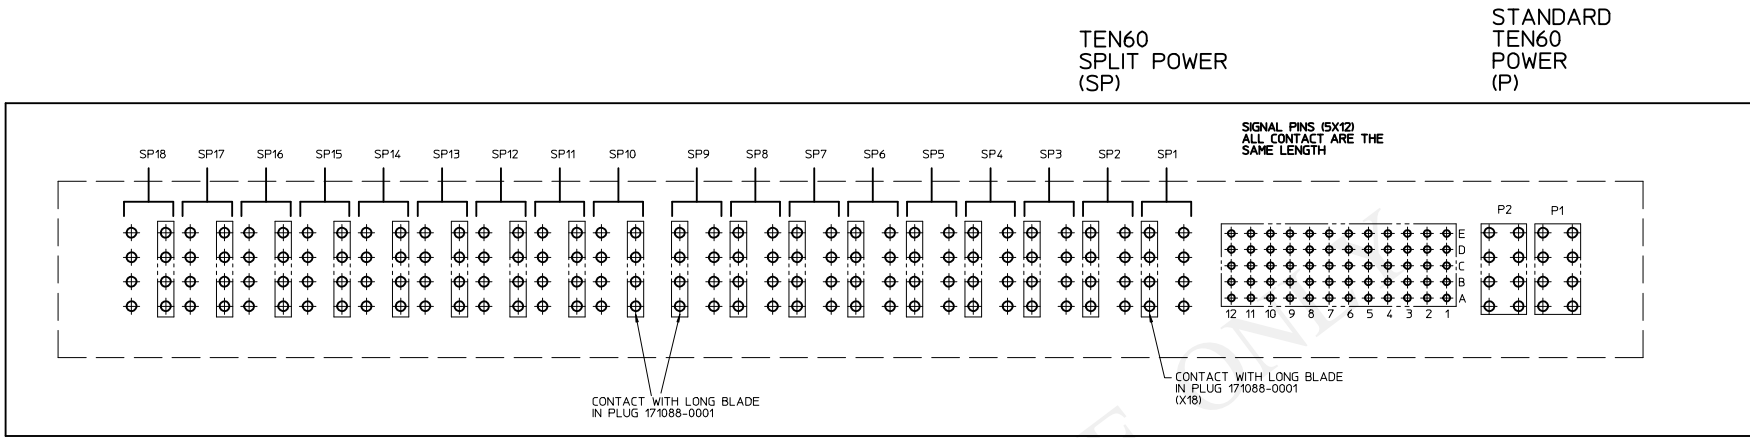 TEN60
SPLIT POWER
(SP)
STANDARD
TEN60
POWER
(P)
SIGNAL PINS (5X12)
ALL CONTACT ARE THE
SAME LENGTH
SP18 SP17 SP16 SP15 SP14 SP13 SP12 SP11 SP10 SP9 SP8 SP7 SP6 SP5 SP4 SP3 SP2 SP1
P2 P1
E
D
C
B
A
12 11 10 9 8 7 6 5 4 3 2 1
CONTACT WITH LONG BLADE
IN PLUG 171088-0001
CONTACT WITH LONG BLADE
IN PLUG 171088-0001
(X18)
ONLY